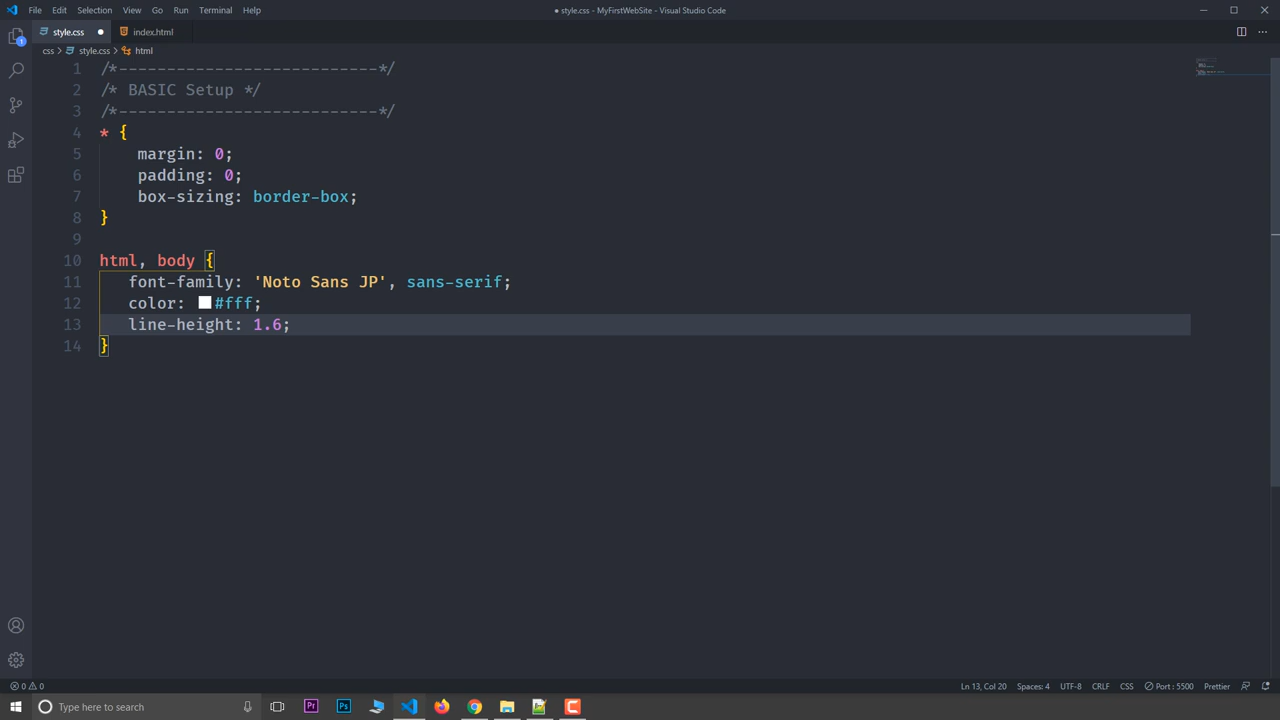 File Edit Selection View Go Run Terminal Help ● style.css - MyFirstWebSite - Visual Studio Code
style.css ● index.html
css > style.css > html
1 /*---------------------------*/
2 /* BASIC Setup */
3 /*---------------------------*/
4 * {
5 margin: 0;
6 padding: 0;
7 box-sizing: border-box;
8 }
9
10 html, body {
11 font-family: 'Noto Sans JP', sans-serif;
12 color: #fff;
13 line-height: 1.6;
14 }
0 0 Ln 13, Col 20 Spaces: 4 UTF-8 CRLF CSS Port : 5500 Prettier
Type here to search Pr Ps